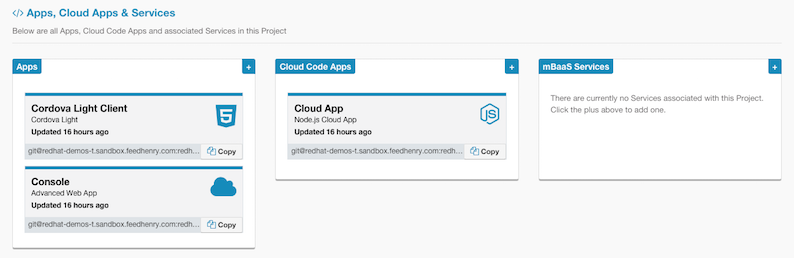 </> Apps, Cloud Apps & Services
Below are all Apps, Cloud Code Apps and associated Services in this Project
Apps
+
Cordova Light Client
Cordova Light
Updated 16 hours ago
git@redhat-demos-t.sandbox.feedhenry.com:redh...
Copy
Console
Advanced Web App
Updated 16 hours ago
git@redhat-demos-t.sandbox.feedhenry.com:redh...
Copy
Cloud Code Apps
+
Cloud App
Node.js Cloud App
Updated 16 hours ago
git@redhat-demos-t.sandbox.feedhenry.com:redh...
Copy
mBaaS Services
+
There are currently no Services associated with this Project.
Click the plus above to add one.